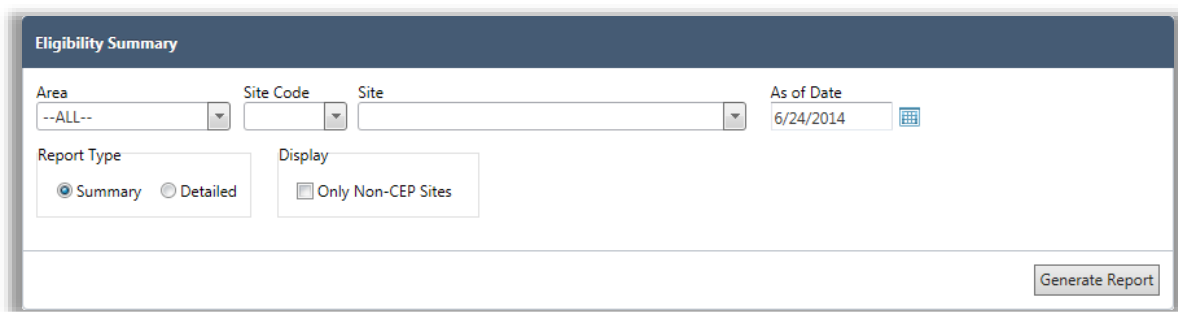 Eligibility Summary
Area Site Code Site As of Date
--ALL-- 6/24/2014
Report Type Display
Summary Detailed Only Non-CEP Sites
Generate Report